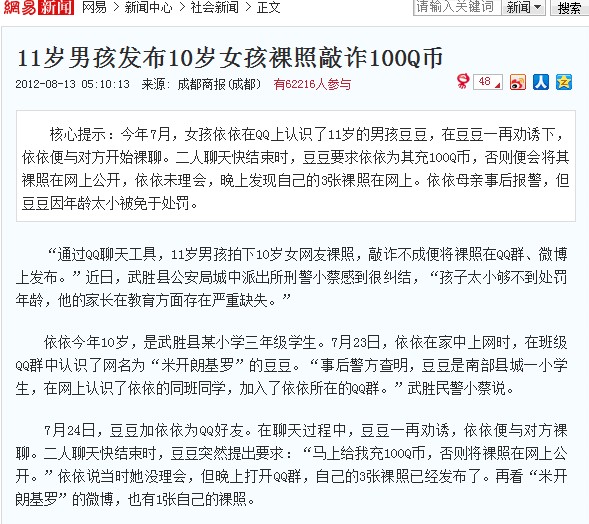 網易 新闻 网易 > 新闻中心 > 社会新闻 > 正文 请输入关键词 新闻 搜索
11岁男孩发布10岁女孩裸照敲诈100Q币
2012-08-13 05:10:13 来源: 成都商报(成都) 有62216人参与 48
核心提示：今年7月，女孩依依在QQ上认识了11岁的男孩豆豆，在豆豆一再劝诱下，
依依便与对方开始裸聊。二人聊天快结束时，豆豆要求依依为其充100Q币，否则便会将其
裸照在网上公开，依依未理会，晚上发现自己的3张裸照在网上。依依母亲事后报警，但
豆豆因年龄太小被免于处罚。
“通过QQ聊天工具，11岁男孩拍下10岁女网友裸照，敲诈不成便将裸照在QQ群、微博
上发布。”近日，武胜县公安局城中派出所刑警小蔡感到很纠结，“孩子太小够不到处罚
年龄，他的家长在教育方面存在严重缺失。”
依依今年10岁，是武胜县某小学三年级学生。7月23日，依依在家中上网时，在班级
QQ群中认识了网名为“米开朗基罗”的豆豆。“事后警方查明，豆豆是南部县城一小学
生，在网上认识了依依的同班同学，加入了依依所在的QQ群。”武胜民警小蔡说。
7月24日，豆豆加依依为QQ好友。在聊天过程中，豆豆一再劝诱，依依便与对方裸
聊。二人聊天快结束时，豆豆突然提出要求：“马上给我充100Q币，否则将裸照在网上公
开。”依依说当时她没理会，但晚上打开QQ群，自己的3张裸照已经发布了。再看“米开
朗基罗”的微博，也有1张自己的裸照。